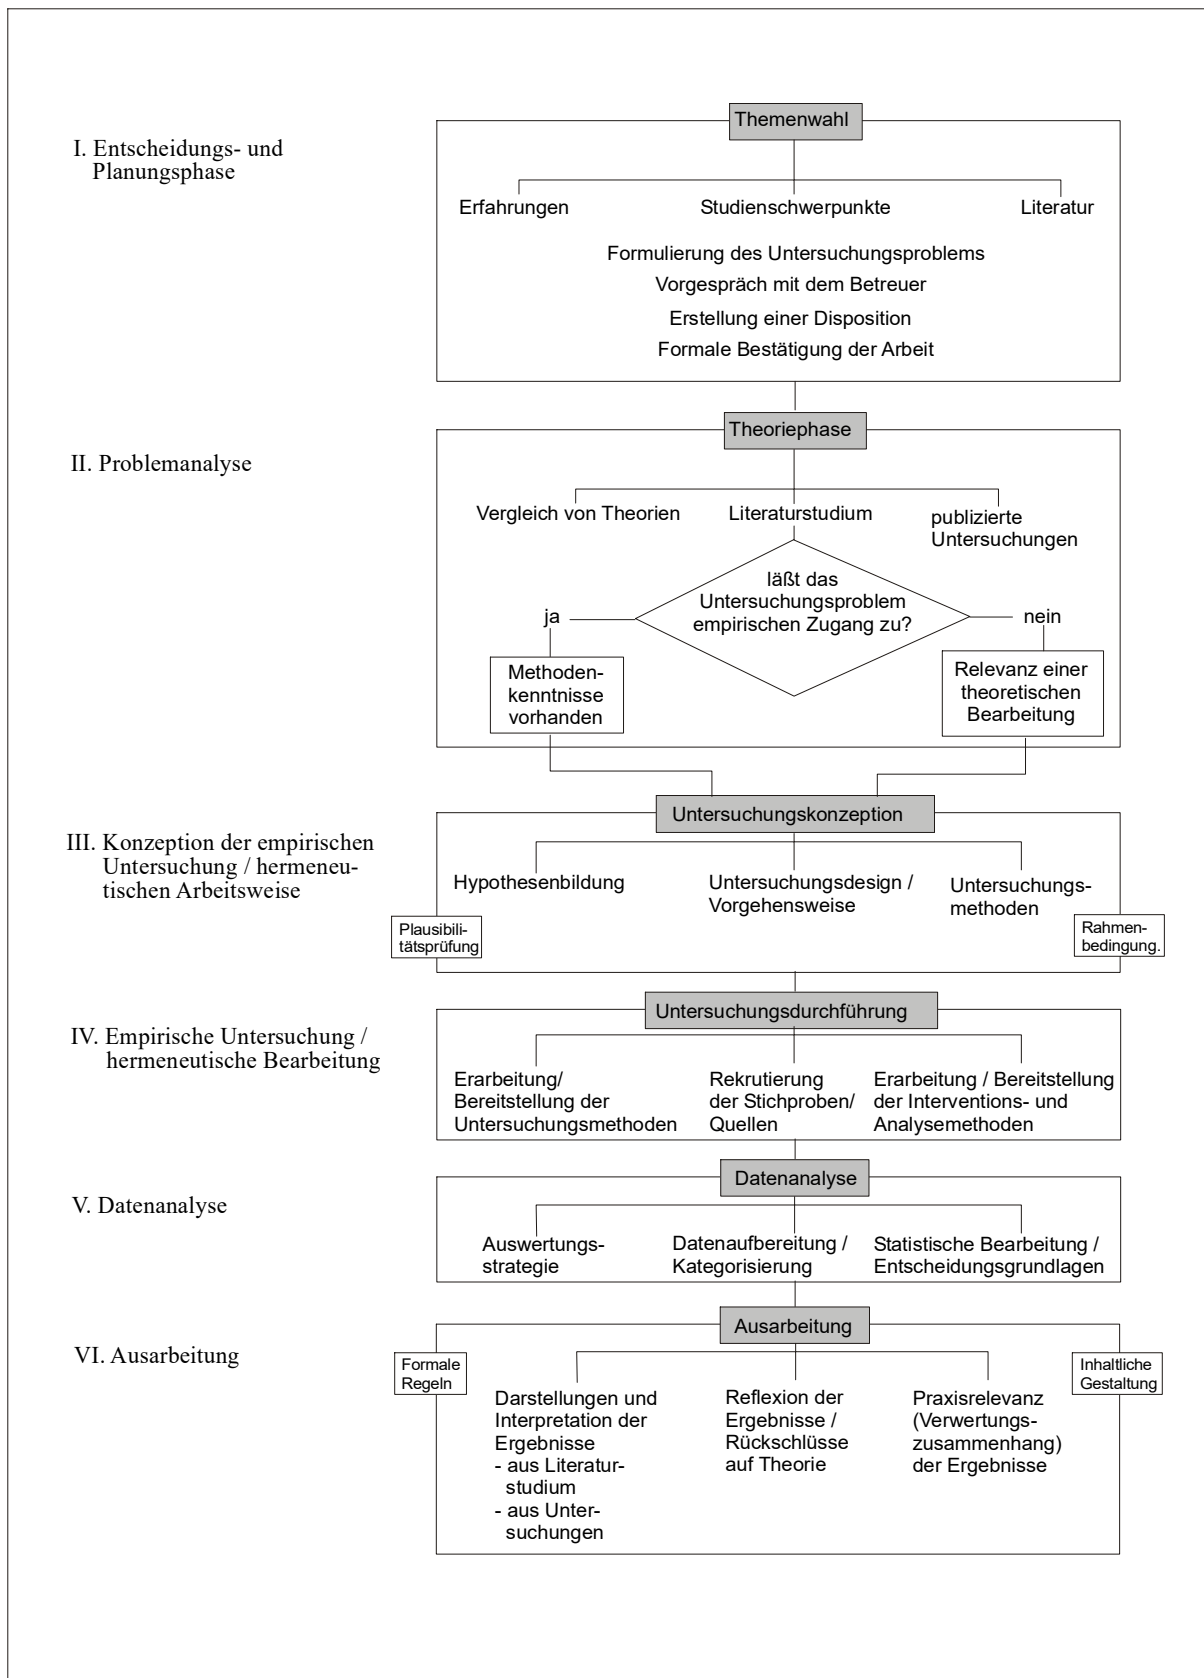 Themenwahl
I. Entscheidungs- und
Planungsphase
Erfahrungen
Studienschwerpunkte
Literatur
Formulierung des Untersuchungsproblems
Vorgespräch mit dem Betreuer
Erstellung einer Disposition
Formale Bestätigung der Arbeit
Theoriephase
II. Problemanalyse
Vergleich von Theorien
Literaturstudium
publizierte
Untersuchungen
läßt das
Untersuchungsproblem
empirischen Zugang zu?
ja
nein
Methoden-
kenntnisse
vorhanden
Relevanz einer
theoretischen
Bearbeitung
Untersuchungskonzeption
III. Konzeption der empirischen
Untersuchung / hermeneu-
tischen Arbeitsweise
Hypothesenbildung
Untersuchungsdesign /
Vorgehensweise
Untersuchungs-
methoden
Plausibili-
tätsprüfung
Rahmen-
bedingung.
Untersuchungsdurchführung
IV. Empirische Untersuchung /
hermeneutische Bearbeitung
Erarbeitung/
Bereitstellung der
Untersuchungsmethoden
Rekrutierung
der Stichproben/
Quellen
Erarbeitung / Bereitstellung
der Interventions- und
Analysemethoden
Datenanalyse
V. Datenanalyse
Auswertungs-
strategie
Datenaufbereitung /
Kategorisierung
Statistische Bearbeitung /
Entscheidungsgrundlagen
Ausarbeitung
VI. Ausarbeitung
Formale
Regeln
Inhaltliche
Gestaltung
Darstellungen und
Interpretation der
Ergebnisse
- aus Literatur-
studium
- aus Unter-
suchungen
Reflexion der
Ergebnisse /
Rückschlüsse
auf Theorie
Praxisrelevanz
(Verwertungs-
zusammenhang)
der Ergebnisse